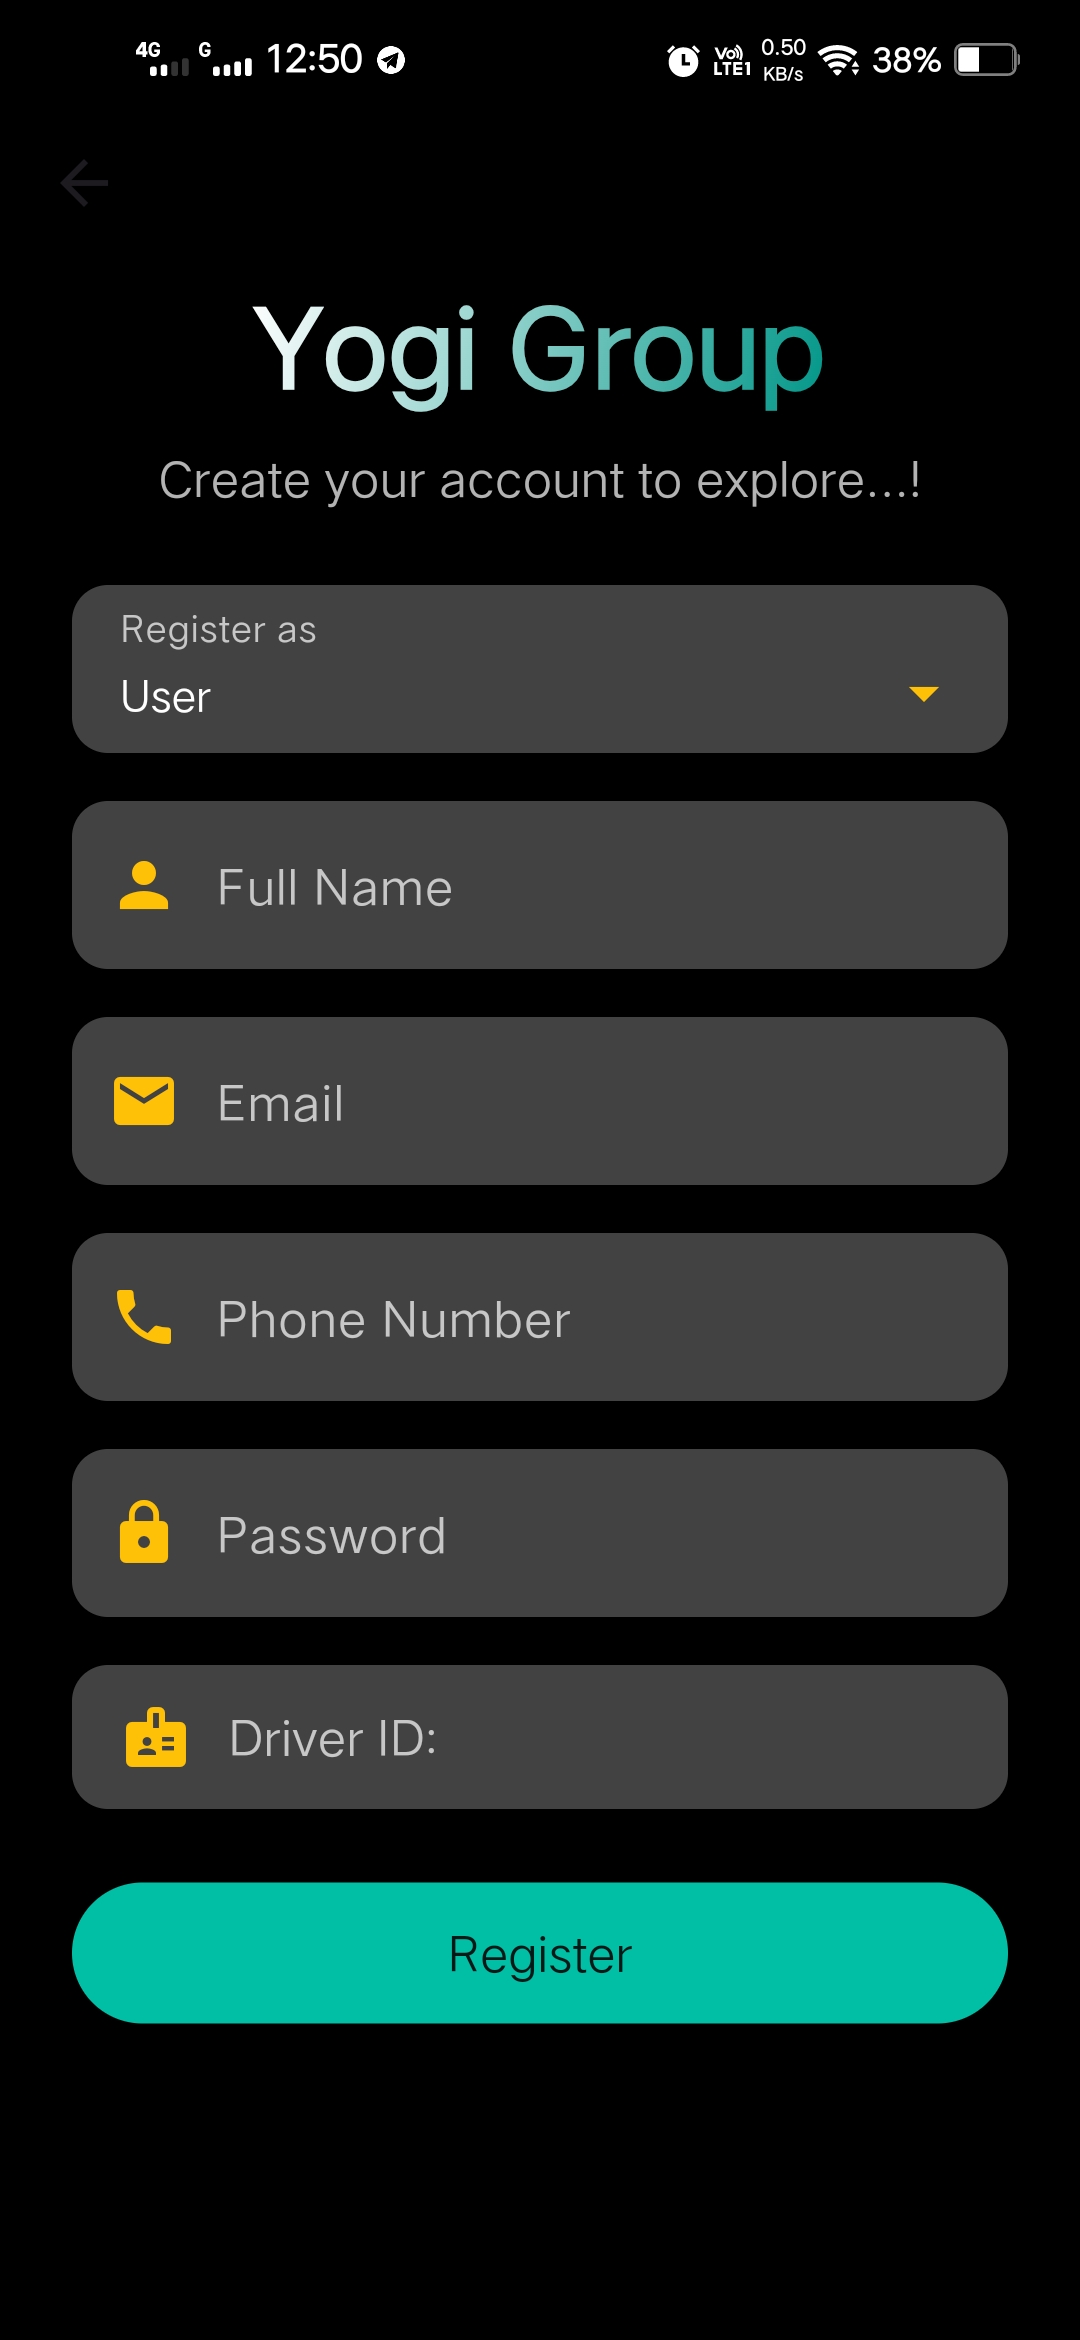 4G G 12:50 Vo) LTE1 0.50 KB/s 38%
Yogi Group
Create your account to explore...!
Register as
User
Full Name
Email
Phone Number
Password
Driver ID:
Register